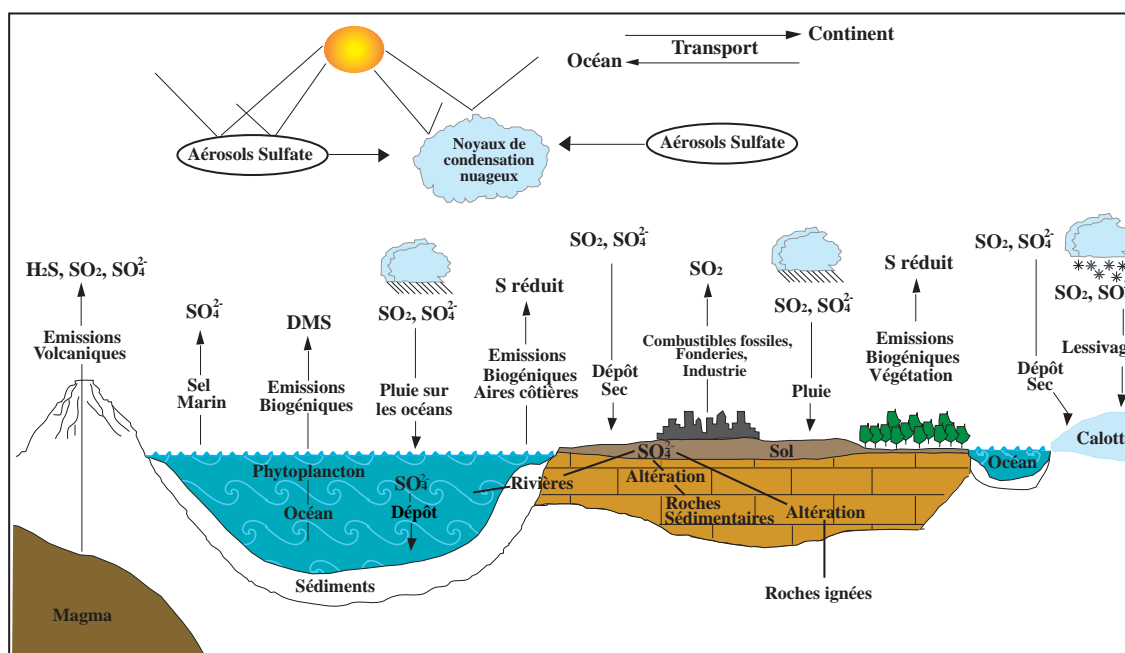 Transport
Continent
Océan
Aérosols Sulfate
Noyaux de
condensation
nuageux
Aérosols Sulfate
H2S, SO2, SO4 2-
Emissions
Volcaniques
SO4 2-
Sel
Marin
DMS
Emissions
Biogéniques
SO2, SO4 2-
Pluie sur
les océans
S réduit
Emissions
Biogéniques
Aires côtières
SO2, SO4 2-
Dépôt
Sec
SO2
Combustibles fossiles,
Fonderies,
Industrie
SO2, SO4 2-
Pluie
S réduit
Emissions
Biogéniques
Végétation
SO2, SO4 2-
Dépôt
Sec
SO2,
Phytoplancton
Océan
SO4 2-
Dépôt
Rivières
SO4 2-
Sol
Altération
Roches
Sédimentaires
Altération
Roches ignées
Océan
Sédiments
Magma